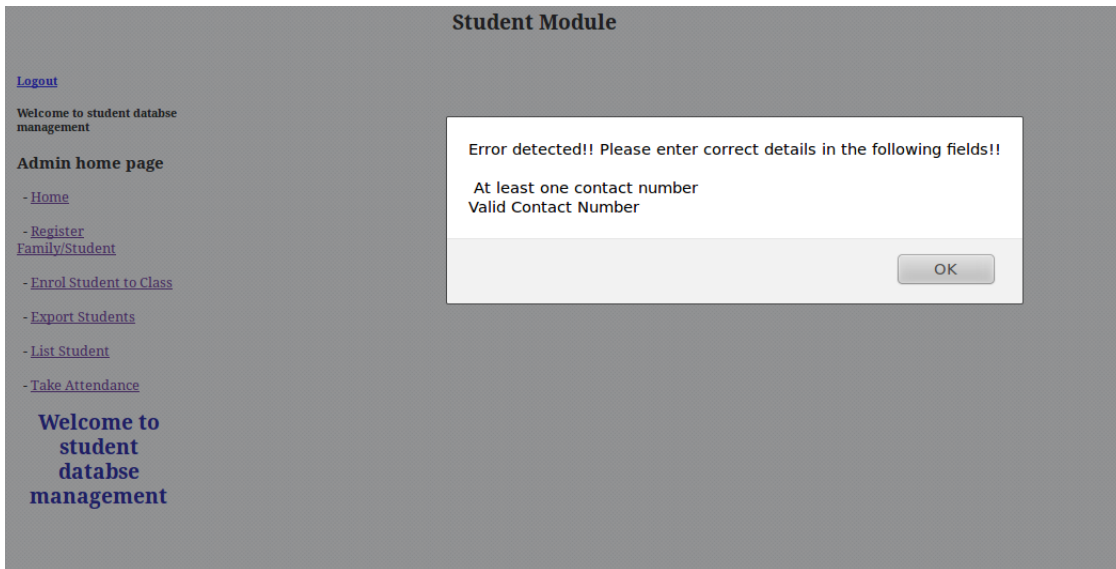 Student Module
Logout
Welcome to student databse
management
Admin home page
- Home
- Register
Family/Student
- Enrol Student to Class
- Export Students
- List Student
- Take Attendance
Welcome to
student
databse
management
Error detected!! Please enter correct details in the following fields!!
At least one contact number
Valid Contact Number
OK